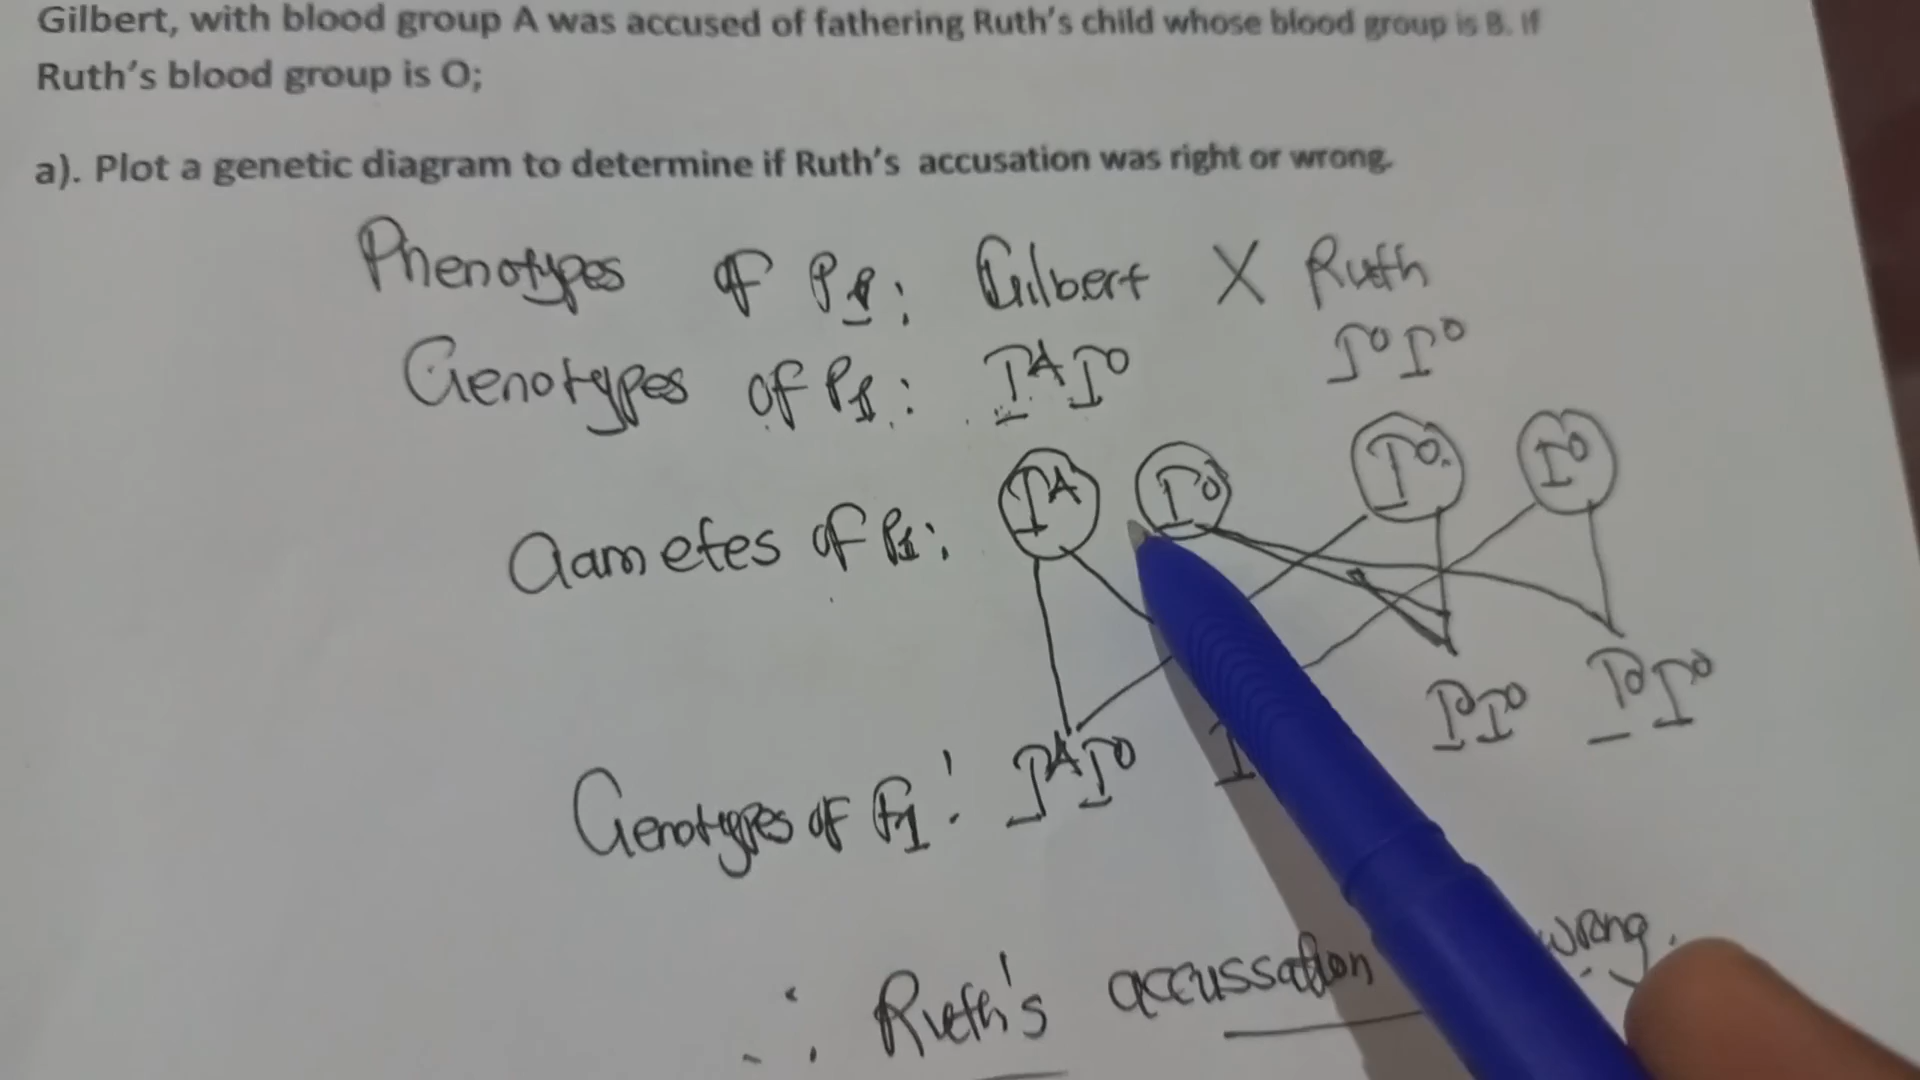 Gilbert, with blood group A was accused of fathering Ruth's child whose blood group is B. If
Ruth's blood group is O;
a). Plot a genetic diagram to determine if Ruth's accusation was right or wrong.
Phenotypes of P1: Gilbert X Ruth
Genotypes of P1: IᴬIᴼ IᴼIᴼ
Gametes of P1: Iᴬ Iᴼ Iᴼ Iᴼ
Genotypes of F1: IᴬIᴼ I IᴼIᴼ IᴼIᴼ
∴ Ruth's accussation wrong.